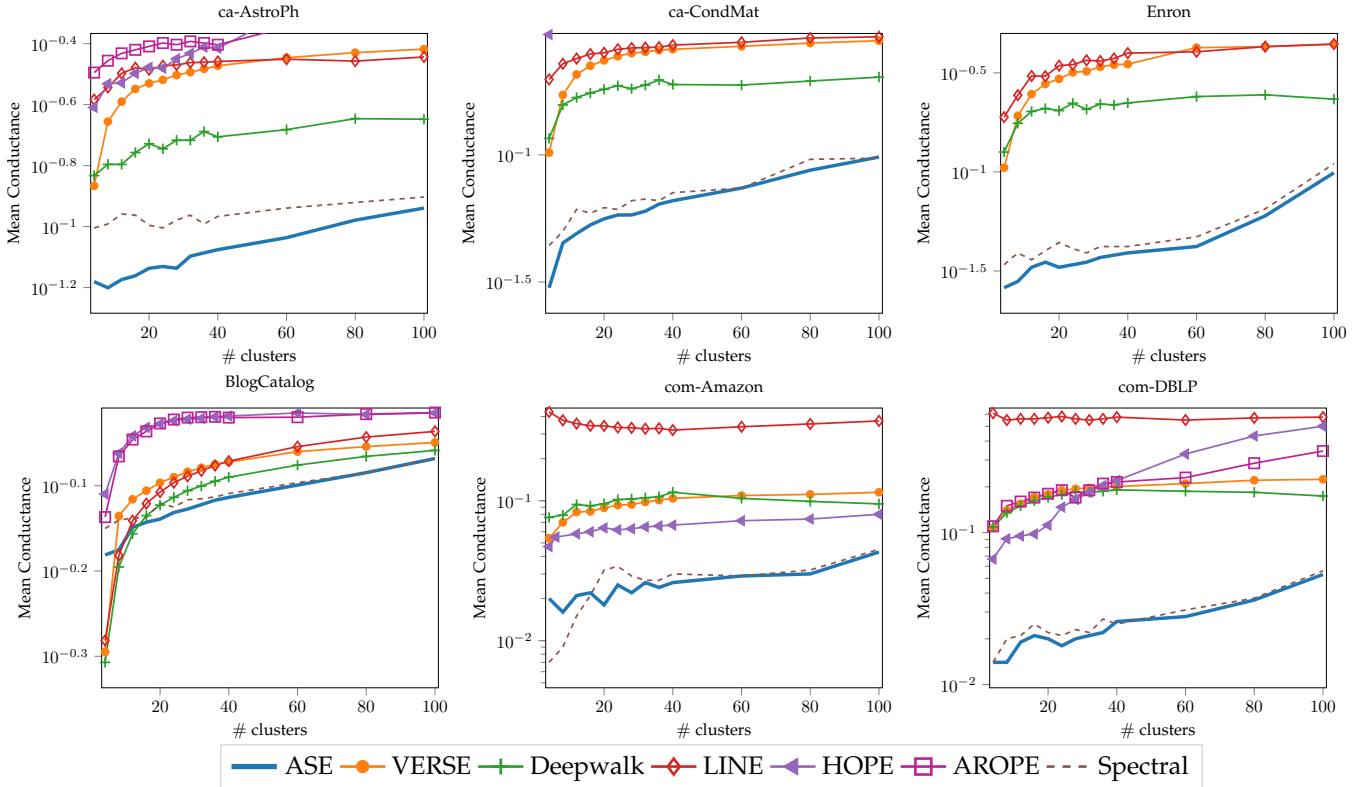 ca-AstroPh
ca-CondMat
Enron
Mean Conductance
10^−0.4
10^−0.6
10^−0.8
10^−1
10^−1.2
20 40 60 80 100
# clusters
Mean Conductance
10^−1
10^−1.5
20 40 60 80 100
# clusters
Mean Conductance
10^−0.5
10^−1
10^−1.5
20 40 60 80 100
# clusters
BlogCatalog
com-Amazon
com-DBLP
Mean Conductance
10^−0.1
10^−0.2
10^−0.3
20 40 60 80 100
# clusters
Mean Conductance
10^−1
10^−2
20 40 60 80 100
# clusters
Mean Conductance
10^−1
10^−2
20 40 60 80 100
# clusters
ASE VERSE Deepwalk LINE HOPE AROPE Spectral